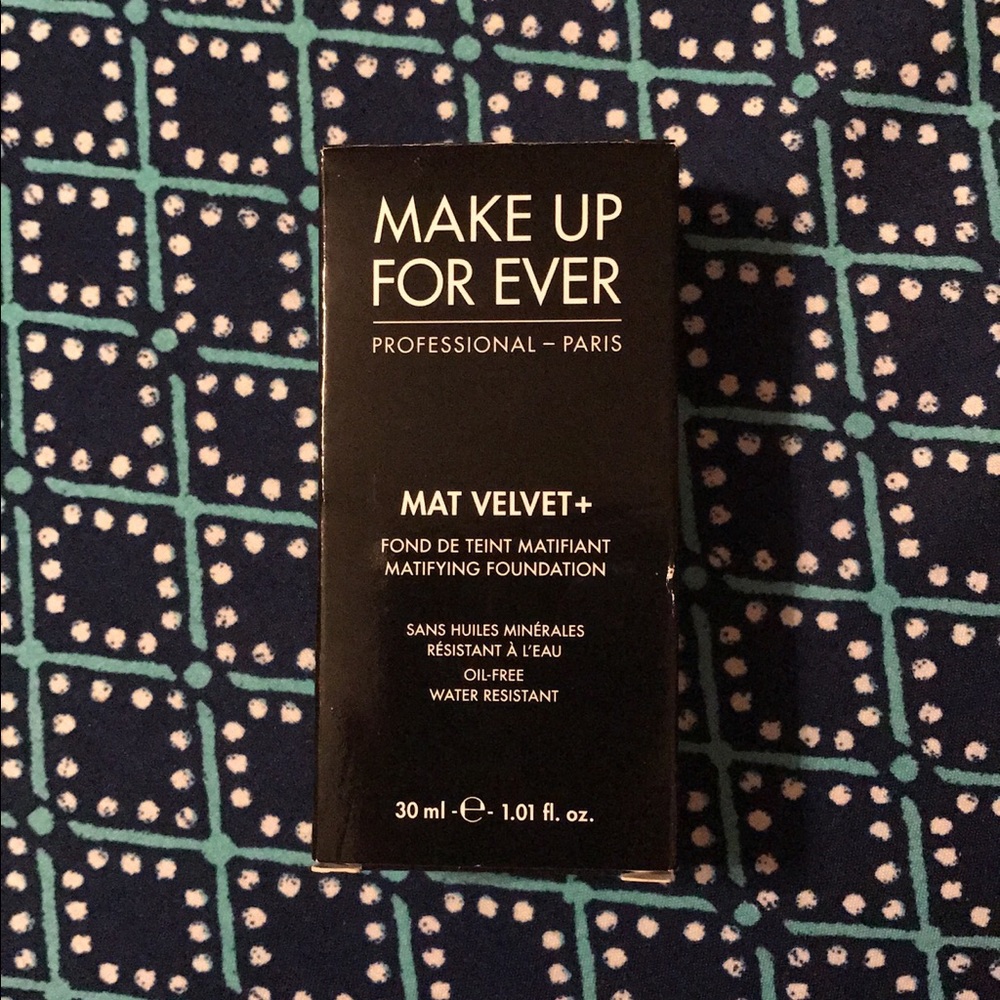 MAKE UP
FOR EVER
PROFESSIONAL – PARIS
MAT VELVET+
FOND DE TEINT MATIFIANT
MATIFYING FOUNDATION
SANS HUILES MINÉRALES
RÉSISTANT À L'EAU
OIL-FREE
WATER RESISTANT
30 ml -℮- 1.01 fl. oz.